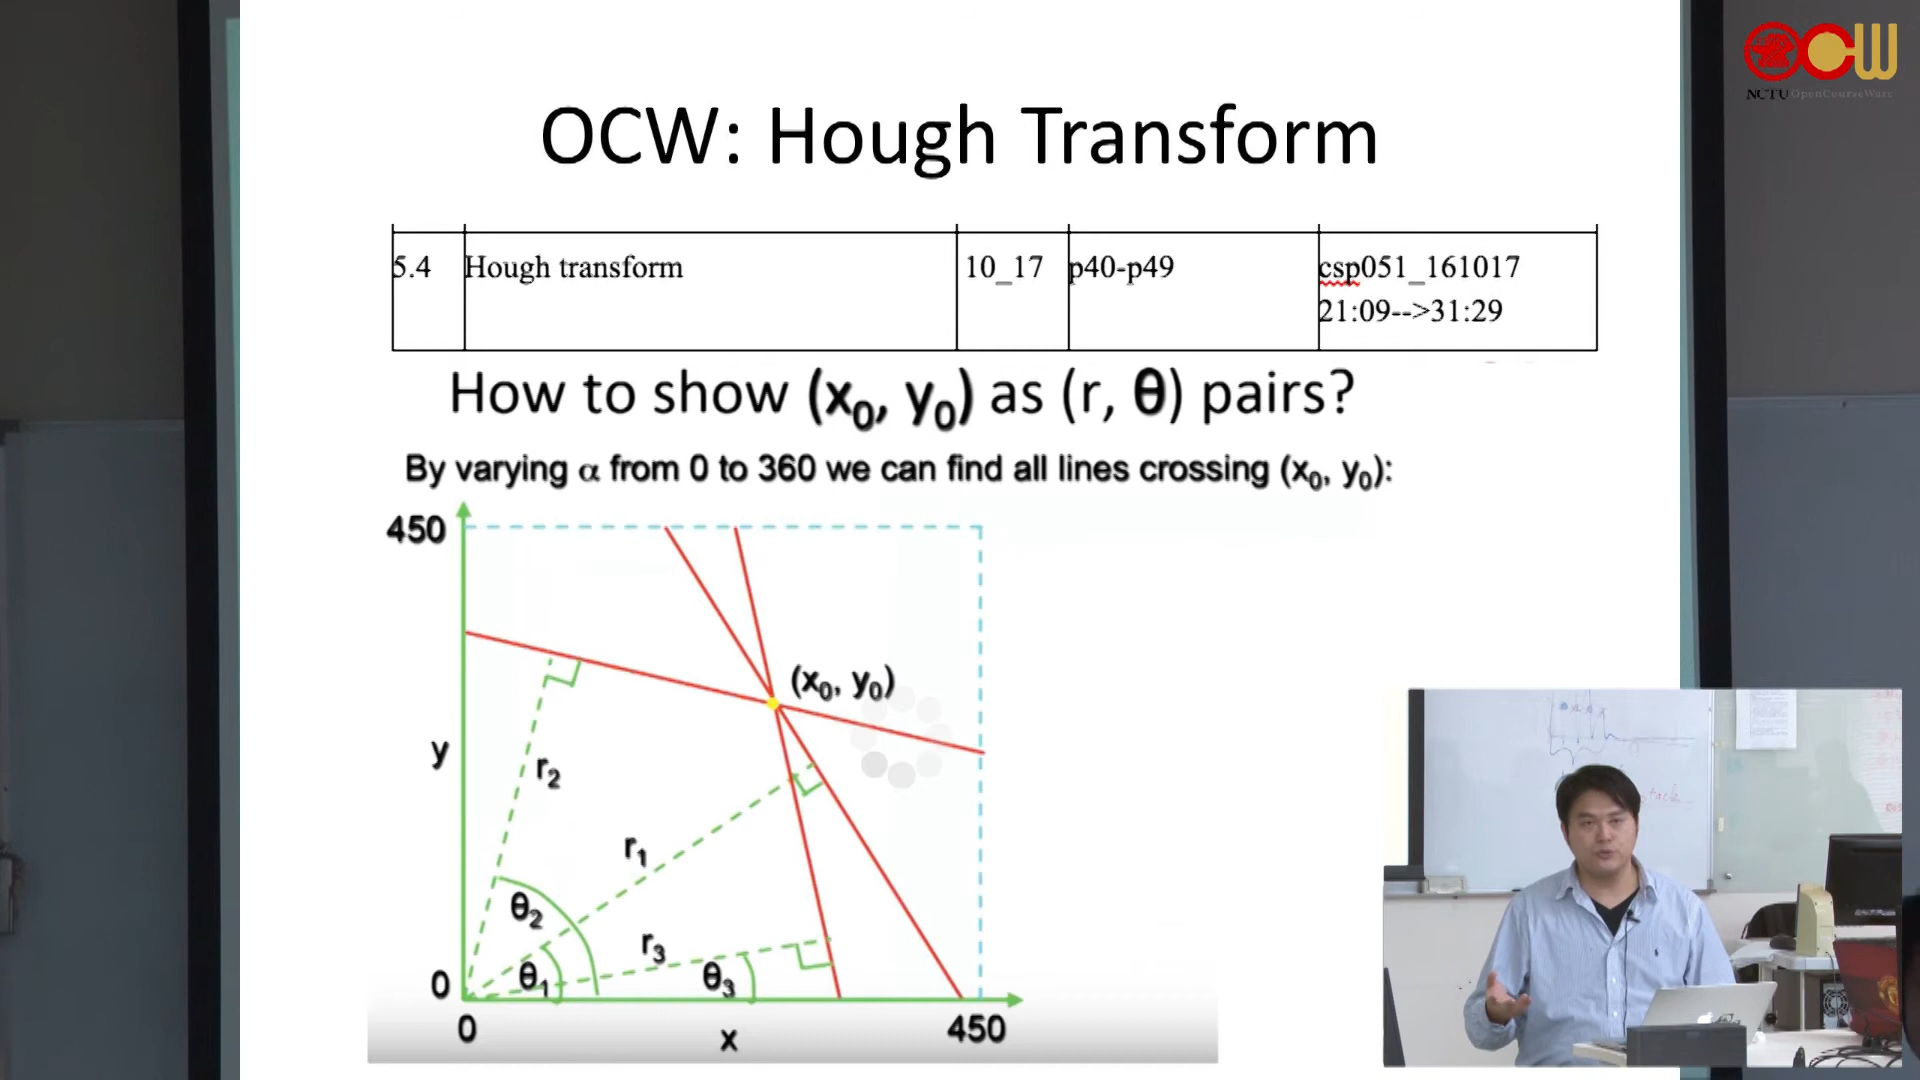 OCW
NCTU OpenCourseWare
OCW: Hough Transform
5.4 Hough transform 10_17 p40-p49 csp051_161017
21:09-->31:29
How to show (x₀, y₀) as (r, θ) pairs?
By varying α from 0 to 360 we can find all lines crossing (x₀, y₀):
450
(x₀, y₀)
y
r₂
r₁
θ₂
r₃
θ₁
θ₃
0
0
x
450